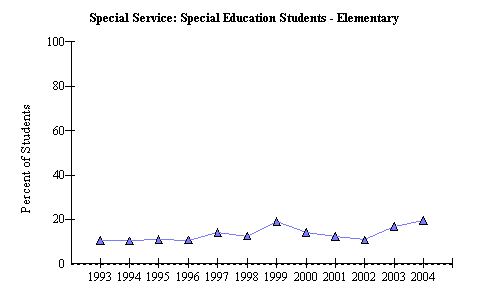 Special Service: Special Education Students - Elementary
100
80
60
40
20
0
Percent of Students
1993 1994 1995 1996 1997 1998 1999 2000 2001 2002 2003 2004